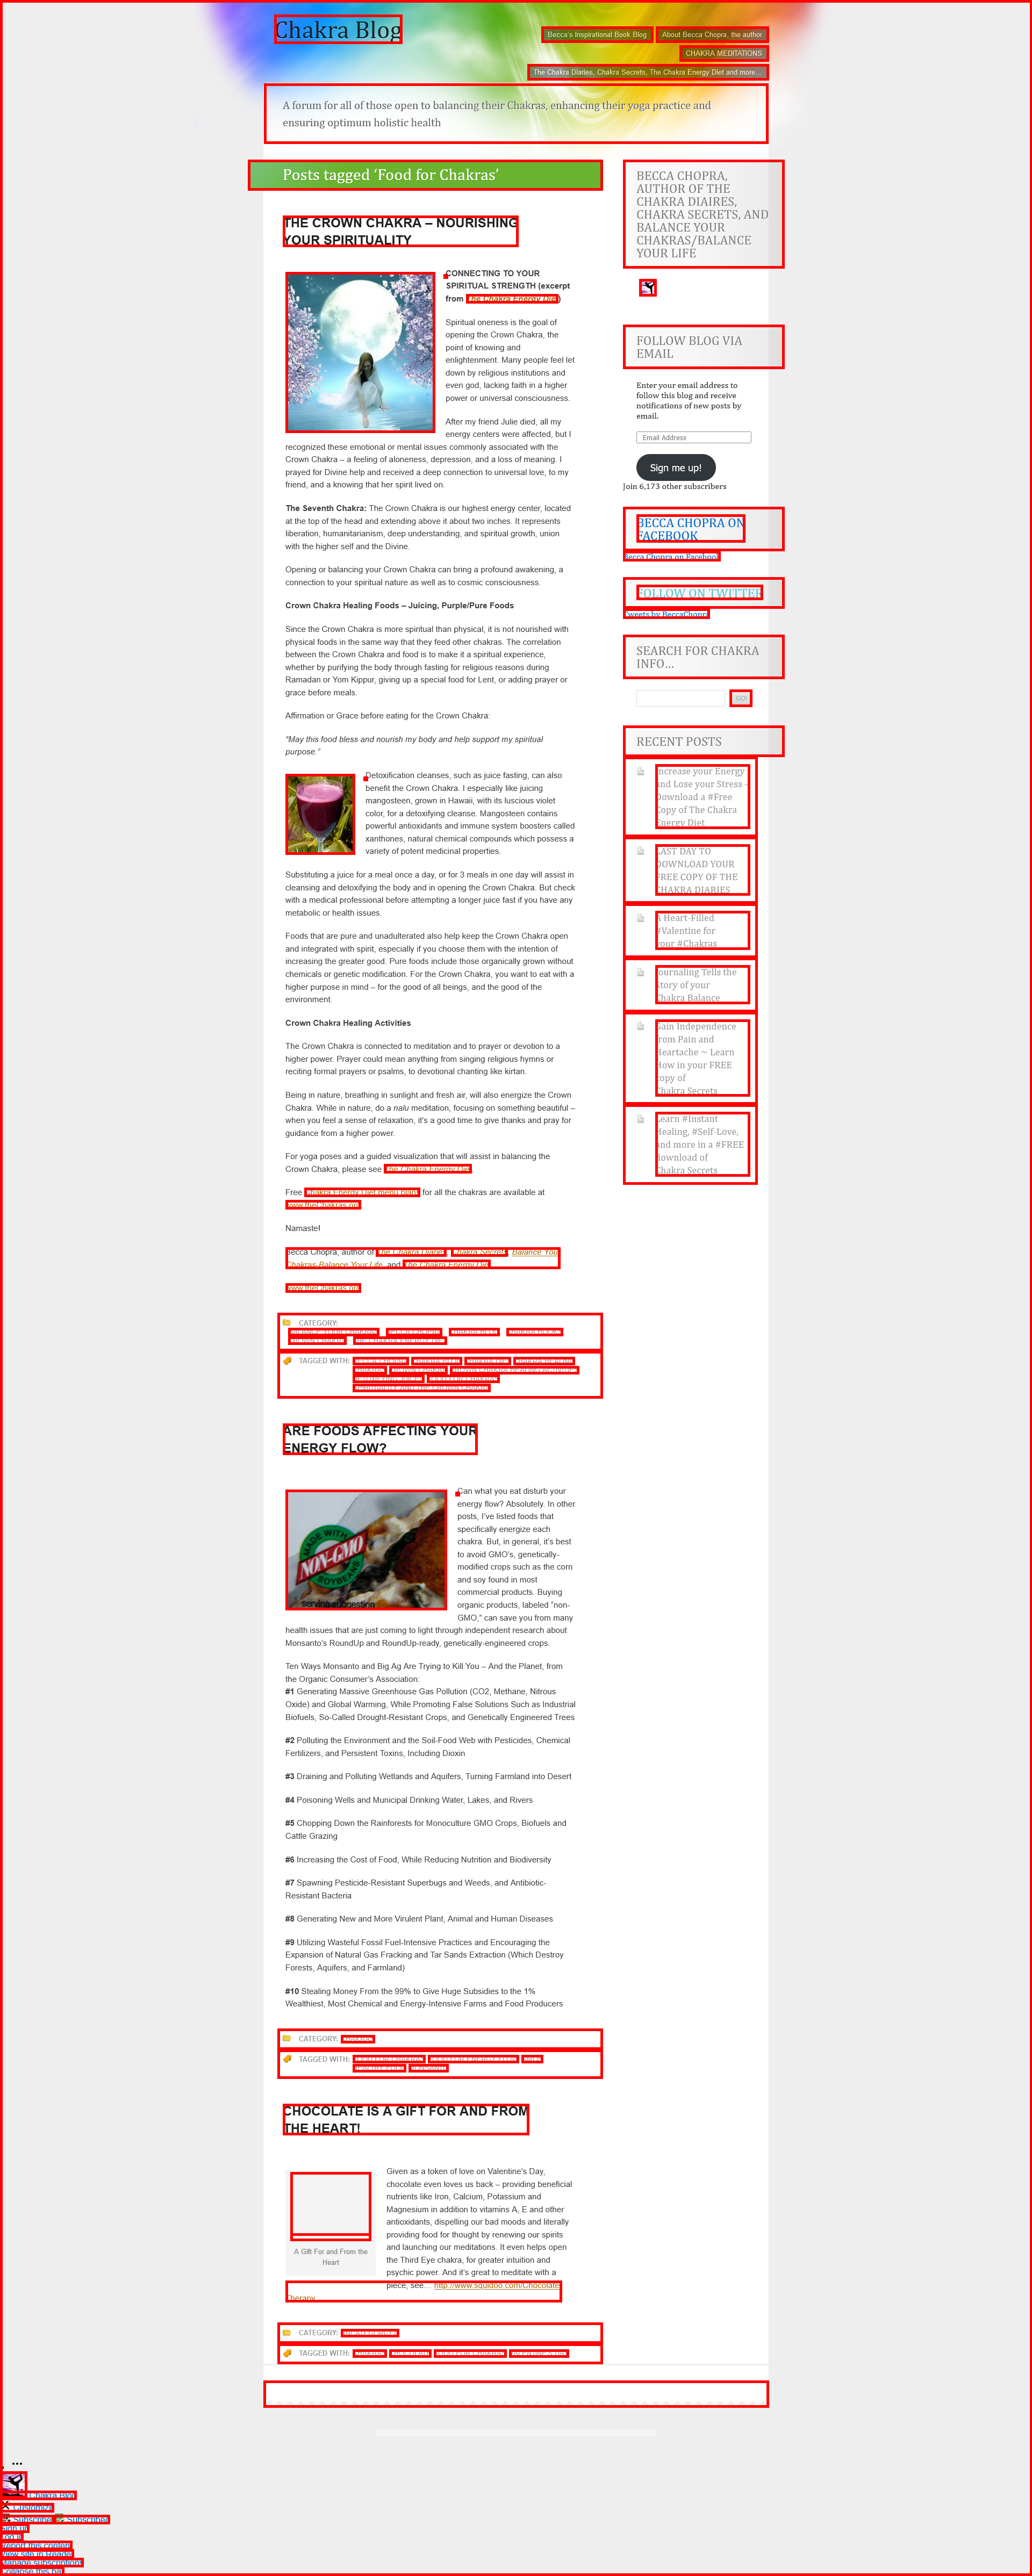 Chakra Blog
Becca's Inspirational Book Blog
About Becca Chopra, the author
CHAKRA MEDITATIONS
The Chakra Diaries, Chakra Secrets, The Chakra Energy Diet and more…
A forum for all of those open to balancing their Chakras, enhancing their yoga practice and
ensuring optimum holistic health
Posts tagged ‘Food for Chakras’
THE CROWN CHAKRA – NOURISHING
YOUR SPIRITUALITY
CONNECTING TO YOUR
SPIRITUAL STRENGTH (excerpt
from The Chakra Energy Diet)
Spiritual oneness is the goal of
opening the Crown Chakra, the
point of knowing and
enlightenment. Many people feel let
down by religious institutions and
even god, lacking faith in a higher
power or universal consciousness.
After my friend Julie died, all my
energy centers were affected, but I
recognized these emotional or mental issues commonly associated with the
Crown Chakra – a feeling of aloneness, depression, and a loss of meaning. I
prayed for Divine help and received a deep connection to universal love, to my
friend, and a knowing that her spirit lived on.
The Seventh Chakra: The Crown Chakra is our highest energy center, located
at the top of the head and extending above it about two inches. It represents
liberation, humanitarianism, deep understanding, and spiritual growth, union
with the higher self and the Divine.
Opening or balancing your Crown Chakra can bring a profound awakening, a
connection to your spiritual nature as well as to cosmic consciousness.
Crown Chakra Healing Foods – Juicing, Purple/Pure Foods
Since the Crown Chakra is more spiritual than physical, it is not nourished with
physical foods in the same way that they feed other chakras. The correlation
between the Crown Chakra and food is to make it a spiritual experience,
whether by purifying the body through fasting for religious reasons during
Ramadan or Yom Kippur, giving up a special food for Lent, or adding prayer or
grace before meals.
Affirmation or Grace before eating for the Crown Chakra:
“May this food bless and nourish my body and help support my spiritual
purpose.”
Detoxification cleanses, such as juice fasting, can also
benefit the Crown Chakra. I especially like juicing
mangosteen, grown in Hawaii, with its luscious violet
color, for a detoxifying cleanse. Mangosteen contains
powerful antioxidants and immune system boosters called
xanthones, natural chemical compounds which possess a
variety of potent medicinal properties.
Substituting a juice for a meal once a day, or for 3 meals in one day will assist in
cleansing and detoxifying the body and in opening the Crown Chakra. But check
with a medical professional before attempting a longer juice fast if you have any
metabolic or health issues.
Foods that are pure and unadulterated also help keep the Crown Chakra open
and integrated with spirit, especially if you choose them with the intention of
increasing the greater good. Pure foods include those organically grown without
chemicals or genetic modification. For the Crown Chakra, you want to eat with a
higher purpose in mind – for the good of all beings, and the good of the
environment.
Crown Chakra Healing Activities
The Crown Chakra is connected to meditation and to prayer or devotion to a
higher power. Prayer could mean anything from singing religious hymns or
reciting formal prayers or psalms, to devotional chanting like kirtan.
Being in nature, breathing in sunlight and fresh air, will also energize the Crown
Chakra. While in nature, do a nalu meditation, focusing on something beautiful –
when you feel a sense of relaxation, it’s a good time to give thanks and pray for
guidance from a higher power.
For yoga poses and a guided visualization that will assist in balancing the
Crown Chakra, please see The Chakra Energy Diet
Free Chakra Energy Diet menu plans for all the chakras are available at
www.theChakras.org
Namaste!
Becca Chopra, author of The Chakra Diaries, Chakra Secrets, Balance Your
Chakras-Balance Your Life, and The Chakra Energy Diet
www.theChakras.org
CATEGORY:
TAGGED WITH:
ARE FOODS AFFECTING YOUR
ENERGY FLOW?
MADE WITH
NON-GMO
SOYBEANS
serving suggestion
Can what you eat disturb your
energy flow? Absolutely. In other
posts, I’ve listed foods that
specifically energize each
chakra. But, in general, it’s best
to avoid GMO’s, genetically-
modified crops such as the corn
and soy found in most
commercial products. Buying
organic products, labeled “non-
GMO,” can save you from many
health issues that are just coming to light through independent research about
Monsanto’s RoundUp and RoundUp-ready, genetically-engineered crops.
Ten Ways Monsanto and Big Ag Are Trying to Kill You – And the Planet, from
the Organic Consumer’s Association:
#1 Generating Massive Greenhouse Gas Pollution (CO2, Methane, Nitrous
Oxide) and Global Warming, While Promoting False Solutions Such as Industrial
Biofuels, So-Called Drought-Resistant Crops, and Genetically Engineered Trees
#2 Polluting the Environment and the Soil-Food Web with Pesticides, Chemical
Fertilizers, and Persistent Toxins, Including Dioxin
#3 Draining and Polluting Wetlands and Aquifers, Turning Farmland into Desert
#4 Poisoning Wells and Municipal Drinking Water, Lakes, and Rivers
#5 Chopping Down the Rainforests for Monoculture GMO Crops, Biofuels and
Cattle Grazing
#6 Increasing the Cost of Food, While Reducing Nutrition and Biodiversity
#7 Spawning Pesticide-Resistant Superbugs and Weeds, and Antibiotic-
Resistant Bacteria
#8 Generating New and More Virulent Plant, Animal and Human Diseases
#9 Utilizing Wasteful Fossil Fuel-Intensive Practices and Encouraging the
Expansion of Natural Gas Fracking and Tar Sands Extraction (Which Destroy
Forests, Aquifers, and Farmland)
#10 Stealing Money From the 99% to Give Huge Subsidies to the 1%
Wealthiest, Most Chemical and Energy-Intensive Farms and Food Producers
CATEGORY:
TAGGED WITH:
CHOCOLATE IS A GIFT FOR AND FROM
THE HEART!
A Gift For and From the
Heart
Given as a token of love on Valentine’s Day,
chocolate even loves us back – providing beneficial
nutrients like Iron, Calcium, Potassium and
Magnesium in addition to vitamins A, E and other
antioxidants, dispelling our bad moods and literally
providing food for thought by renewing our spirits
and launching our meditations. It even helps open
the Third Eye chakra, for greater intuition and
psychic power. And it’s great to meditate with a
piece, see… http://www.squidoo.com/Chocolate
Therapy
CATEGORY:
TAGGED WITH:
BECCA CHOPRA,
AUTHOR OF THE
CHAKRA DIAIRES,
CHAKRA SECRETS, AND
BALANCE YOUR
CHAKRAS/BALANCE
YOUR LIFE
FOLLOW BLOG VIA
EMAIL
Enter your email address to
follow this blog and receive
notifications of new posts by
email.
Email Address
Sign me up!
Join 6,173 other subscribers
BECCA CHOPRA ON
FACEBOOK
Becca Chopra on Facebook
FOLLOW ON TWITTER
Tweets by BeccaChopra
SEARCH FOR CHAKRA
INFO…
GO!
RECENT POSTS
Increase your Energy
and Lose your Stress –
Download a #Free
Copy of The Chakra
Energy Diet
LAST DAY TO
DOWNLOAD YOUR
FREE COPY OF THE
CHAKRA DIARIES
A Heart-Filled
#Valentine for
your #Chakras
Journaling Tells the
Story of your
Chakra Balance
Gain Independence
from Pain and
Heartache ~ Learn
How in your FREE
copy of
Chakra Secrets
Learn #Instant
Healing, #Self-Love,
and more in a #FREE
download of
Chakra Secrets
Chakra Blog
Customize
Subscribe Subscribed
Sign up
Log in
Report this content
View site in Reader
Manage subscriptions
Collapse this bar